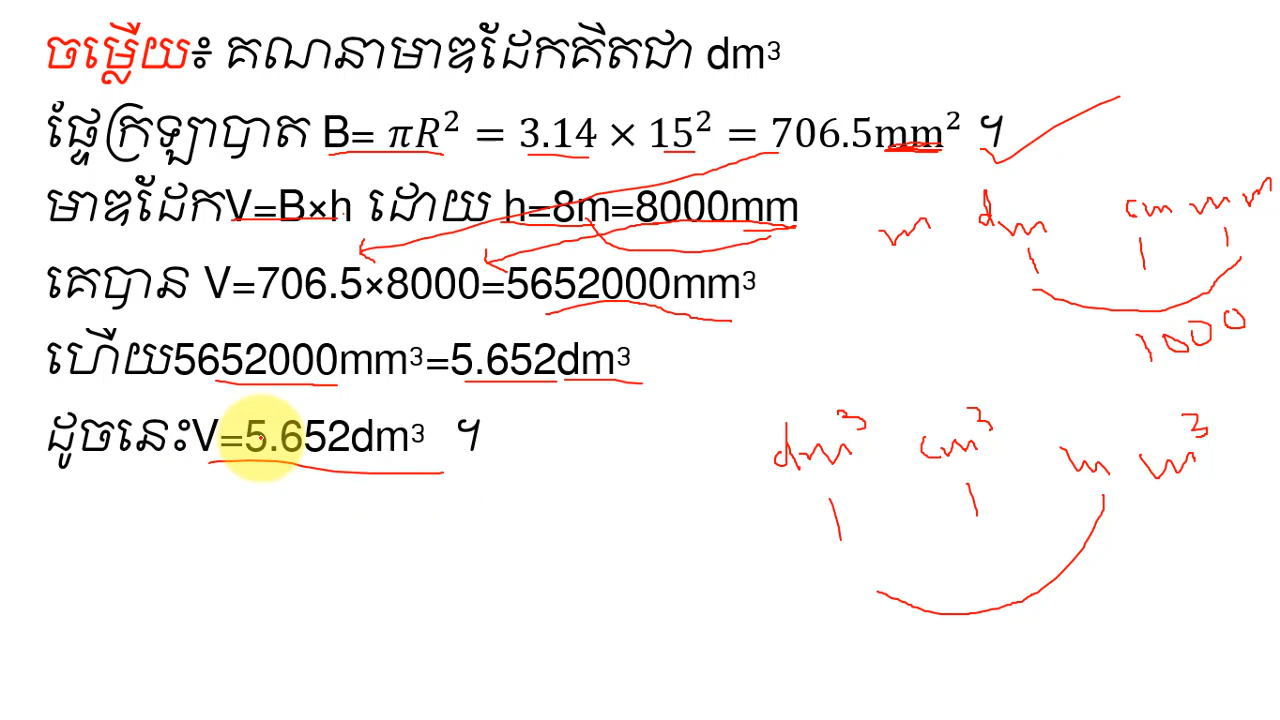 ចម្លើយ៖ គណនាមាឌដែកគិតជា dm³
ផ្ទៃក្រឡាបាត B= πR² = 3.14 × 15² = 706.5mm² ។
មាឌដែកV=B×h ដោយ h=8m=8000mm
m dm cm mm
គេបាន V=706.5×8000=5652000mm³
1000
ហើយ5652000mm³=5.652dm³
ដូចនេះV=5.652dm³ ។
dm³ cm³ m m³